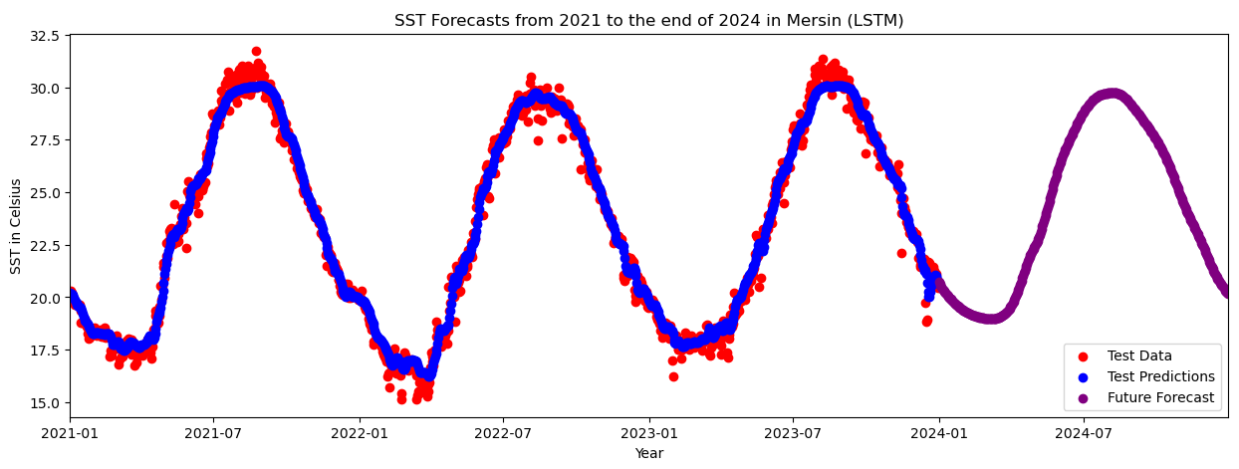 SST Forecasts from 2021 to the end of 2024 in Mersin (LSTM)
SST in Celsius
32.5
30.0
27.5
25.0
22.5
20.0
17.5
15.0
Test Data
Test Predictions
Future Forecast
2021-01 2021-07 2022-01 2022-07 2023-01 2023-07 2024-01 2024-07
Year